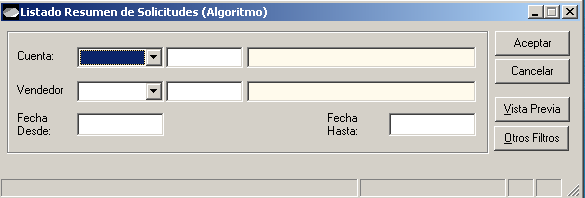 Listado Resumen de Solicitudes (Algoritmo)
Cuenta:
Aceptar
Cancelar
Vendedor
Vista Previa
Fecha
Desde:
Fecha
Hasta:
Otros Filtros